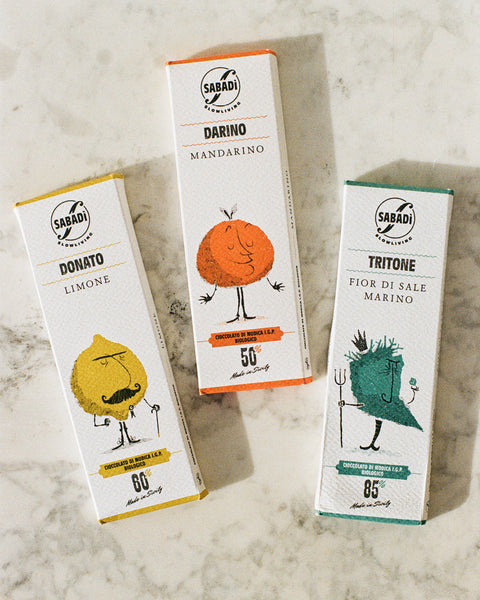 SABADÌ
SLOWLIVING
DONATO
LIMONE
CIOCCOLATO DI MODICA I.G.P.
BIOLOGICO
60%
Made in Sicily
SABADÌ
SLOWLIVING
DARINO
MANDARINO
CIOCCOLATO DI MODICA I.G.P.
BIOLOGICO
50%
Made in Sicily
MANDARINO
SABADÌ
SLOWLIVING
TRITONE
FIOR DI SALE
MARINO
CIOCCOLATO DI MODICA I.G.P.
BIOLOGICO
85%
Made in Sicily